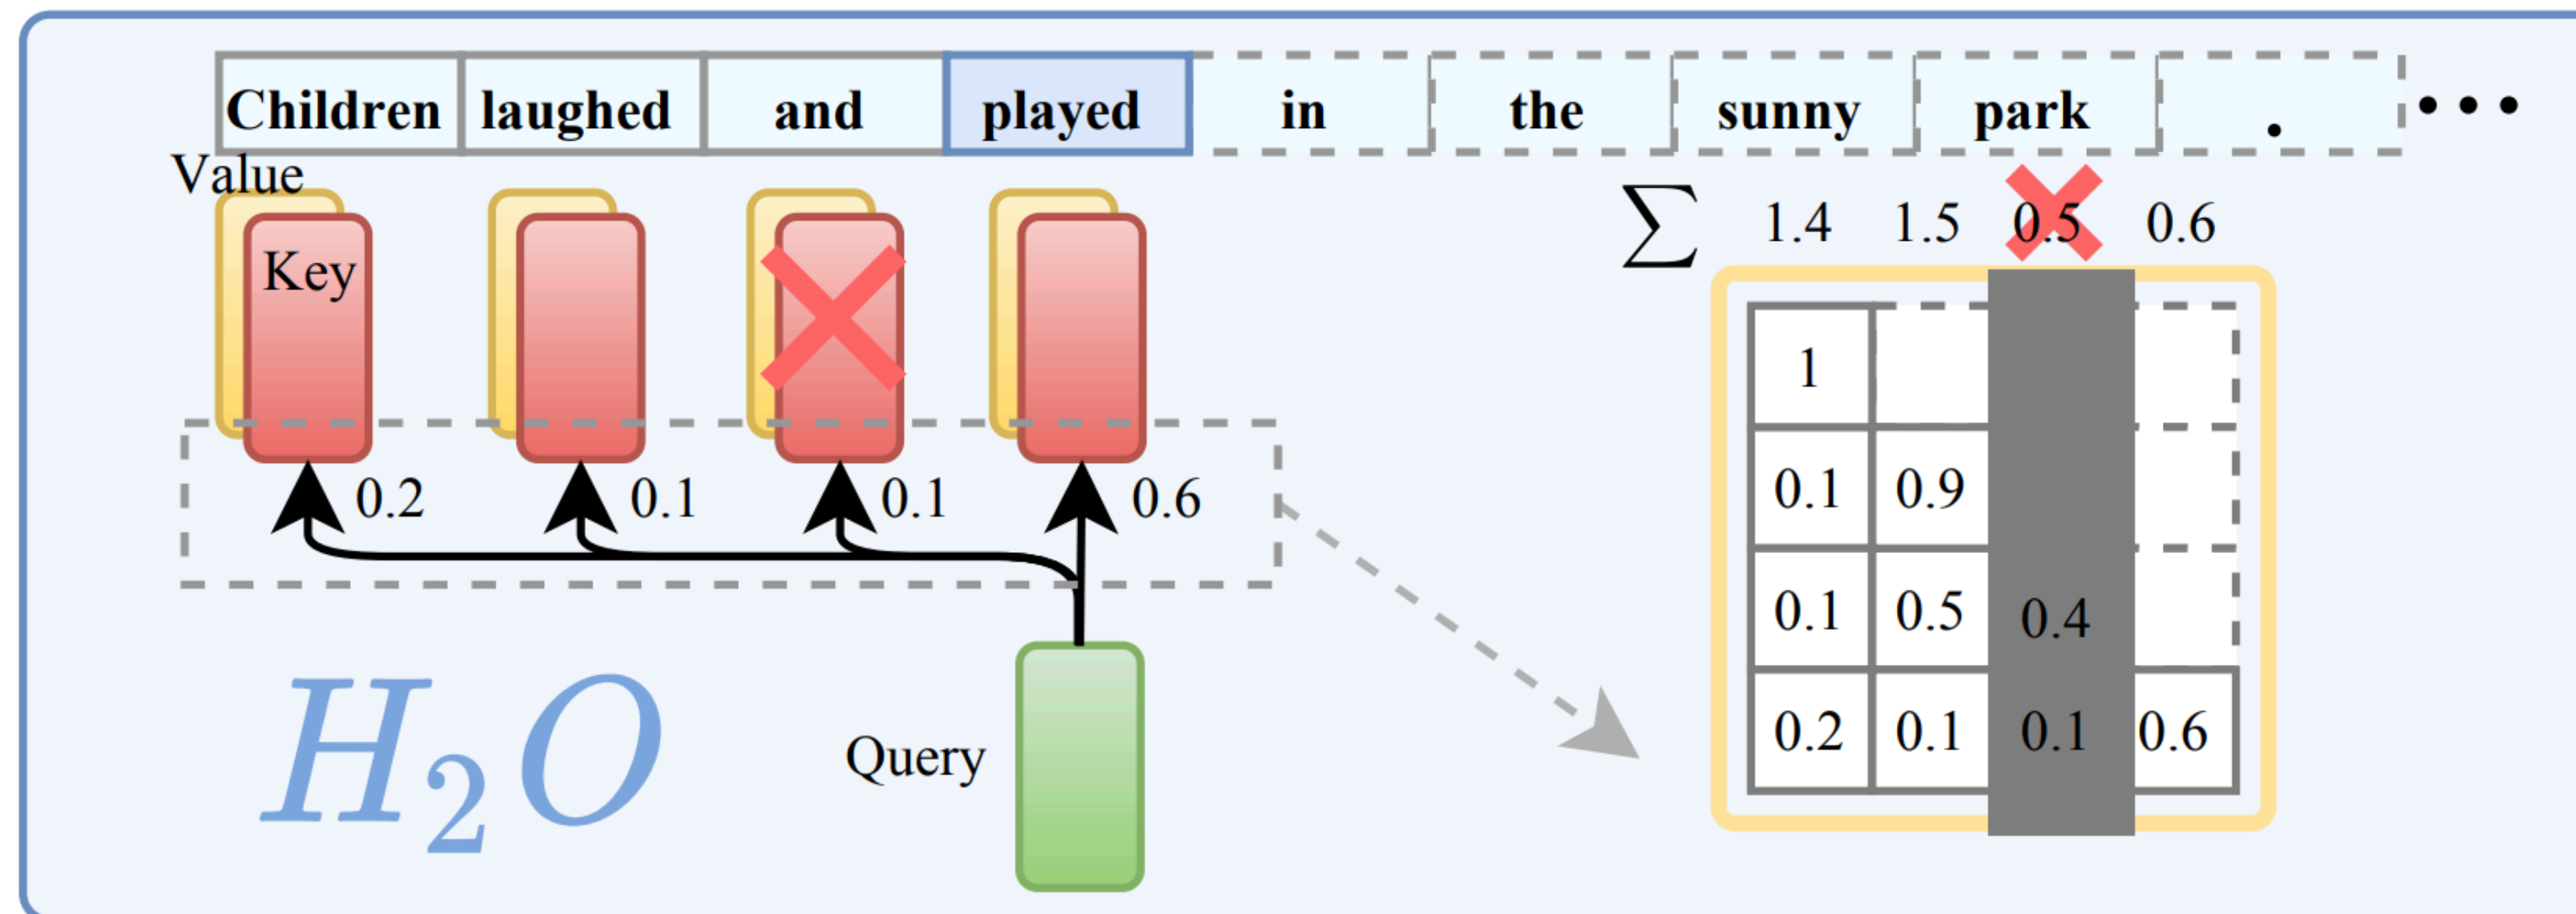 Children laughed and played in the sunny park . •••
Value
Key
∑ 1.4 1.5 0.5 0.6
1
0.1 0.9
0.1 0.5 0.4
0.2 0.1 0.1 0.6
0.2 0.1 0.1 0.6
Query
H₂O